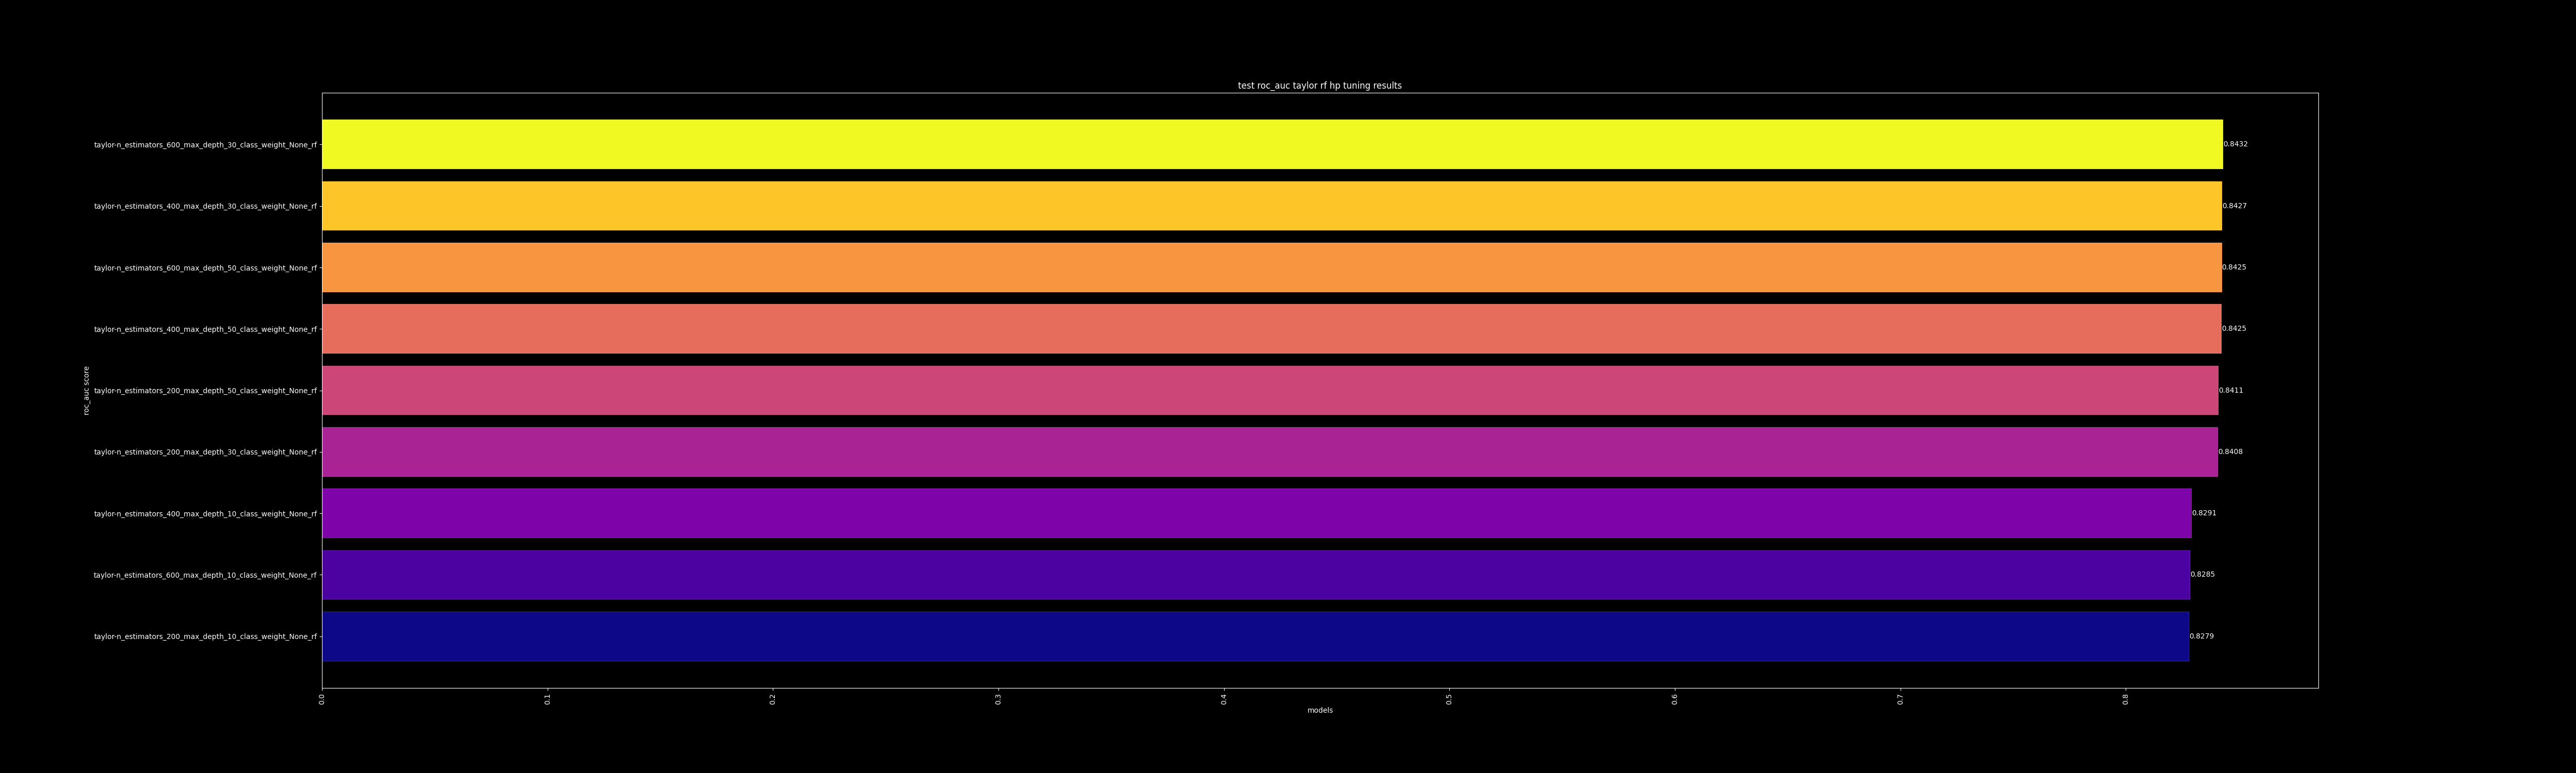 test roc_auc taylor rf hp tuning results
taylor-n_estimators_600_max_depth_30_class_weight_None_rf
0.8432
taylor-n_estimators_400_max_depth_30_class_weight_None_rf
0.8427
taylor-n_estimators_600_max_depth_50_class_weight_None_rf
0.8425
taylor-n_estimators_400_max_depth_50_class_weight_None_rf
0.8425
roc_auc score
taylor-n_estimators_200_max_depth_50_class_weight_None_rf
0.8411
taylor-n_estimators_200_max_depth_30_class_weight_None_rf
0.8408
taylor-n_estimators_400_max_depth_10_class_weight_None_rf
0.8291
taylor-n_estimators_600_max_depth_10_class_weight_None_rf
0.8285
taylor-n_estimators_200_max_depth_10_class_weight_None_rf
0.8279
0.0
0.1
0.2
0.3
0.4
0.5
0.6
0.7
0.8
models